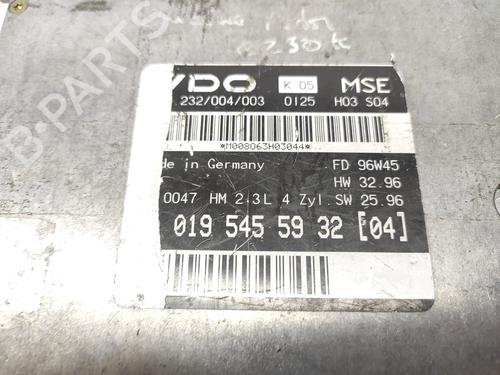 VDO K 05 MSE
232/004/003 0125 H03 S04
*M008063H03044*
de in Germany FD 96W45
HW 32.96
0047 HM 2.3L 4 Zyl. SW 25.96
019 545 59 32 [04]